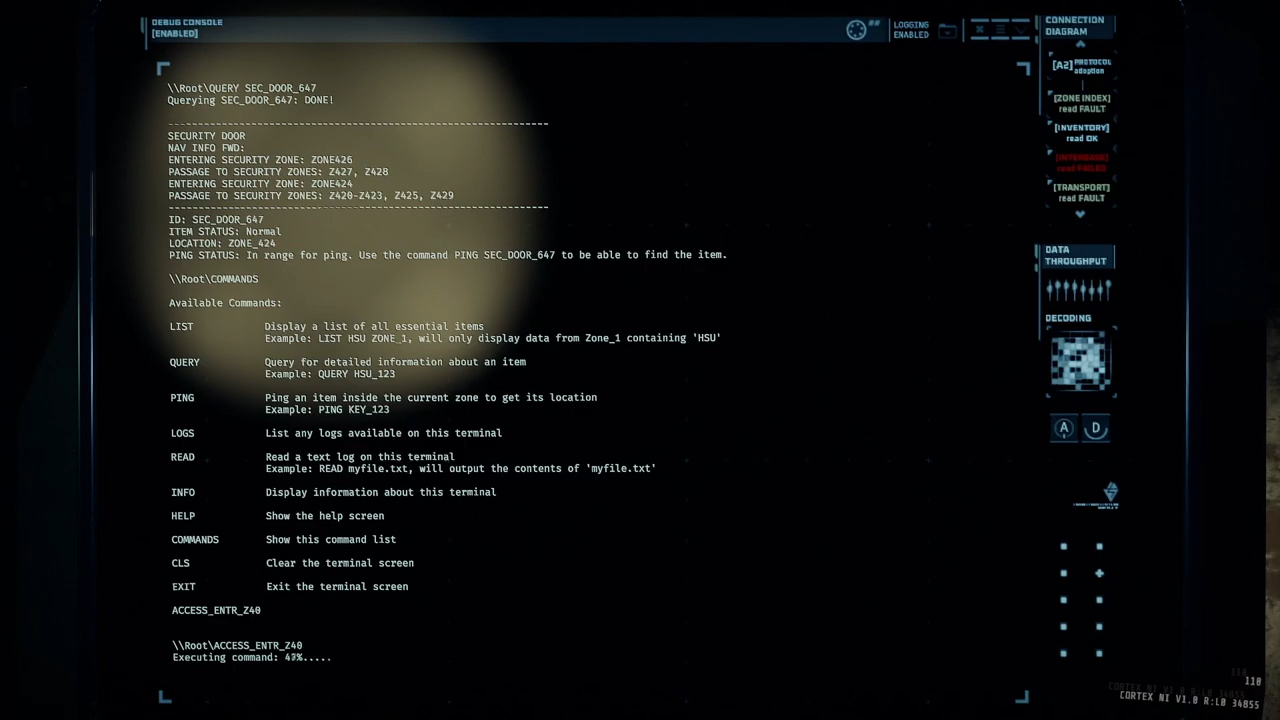 DEBUG CONSOLE
[ENABLED]
LOGGING
ENABLED
\\Root\QUERY SEC_DOOR_647
Querying SEC_DOOR_647: DONE!
----------------------------------------------------------------
SECURITY DOOR
NAV INFO FWD:
ENTERING SECURITY ZONE: ZONE426
PASSAGE TO SECURITY ZONES: Z427, Z428
ENTERING SECURITY ZONE: ZONE424
PASSAGE TO SECURITY ZONES: Z420-Z423, Z425, Z429
----------------------------------------------------------------
ID: SEC_DOOR_647
ITEM STATUS: Normal
LOCATION: ZONE_424
PING STATUS: In range for ping. Use the command PING SEC_DOOR_647 to be able to find the item.
\\Root\COMMANDS
Available Commands:
LIST Display a list of all essential items
Example: LIST HSU ZONE_1, will only display data from Zone_1 containing 'HSU'
QUERY Query for detailed information about an item
Example: QUERY HSU_123
PING Ping an item inside the current zone to get its location
Example: PING KEY_123
LOGS List any logs available on this terminal
READ Read a text log on this terminal
Example: READ myfile.txt, will output the contents of 'myfile.txt'
INFO Display information about this terminal
HELP Show the help screen
COMMANDS Show this command list
CLS Clear the terminal screen
EXIT Exit the terminal screen
ACCESS_ENTR_Z40
\\Root\ACCESS_ENTR_Z40
Executing command: 4 %.....
CONNECTION
DIAGRAM
[A2] PROTOCOL
adoption
[ZONE INDEX]
read FAULT
[INVENTORY]
read OK
read FAILED
[TRANSPORT]
read FAULT
DATA
THROUGHPUT
DECODING
A D
110
CORTEX NI V1.0 R:L0 34855